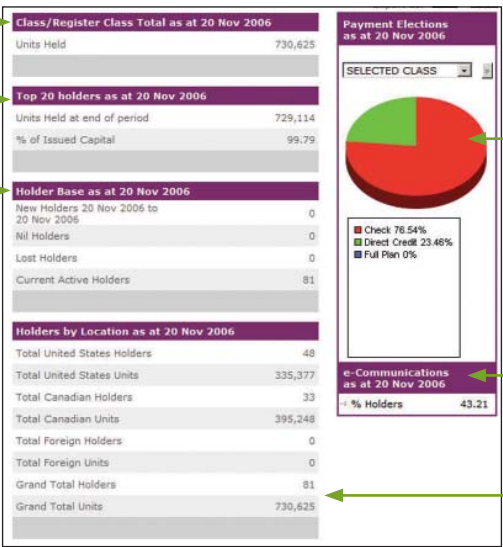 Class/Register Class Total as at 20 Nov 2006
Units Held 730,625
Top 20 holders as at 20 Nov 2006
Units Held at end of period 729,114
% of Issued Capital 99.79
Holder Base as at 20 Nov 2006
New Holders 20 Nov 2006 to
20 Nov 2006 0
Nil Holders 0
Lost Holders 0
Current Active Holders 81
Holders by Location as at 20 Nov 2006
Total United States Holders 48
Total United States Units 335,377
Total Canadian Holders 33
Total Canadian Units 395,248
Total Foreign Holders 0
Total Foreign Units 0
Grand Total Holders 81
Grand Total Units 730,625
Payment Elections
as at 20 Nov 2006
SELECTED CLASS
Check 76.54%
Direct Credit 23.46%
Full Plan 0%
e-Communications
as at 20 Nov 2006
% Holders 43.21